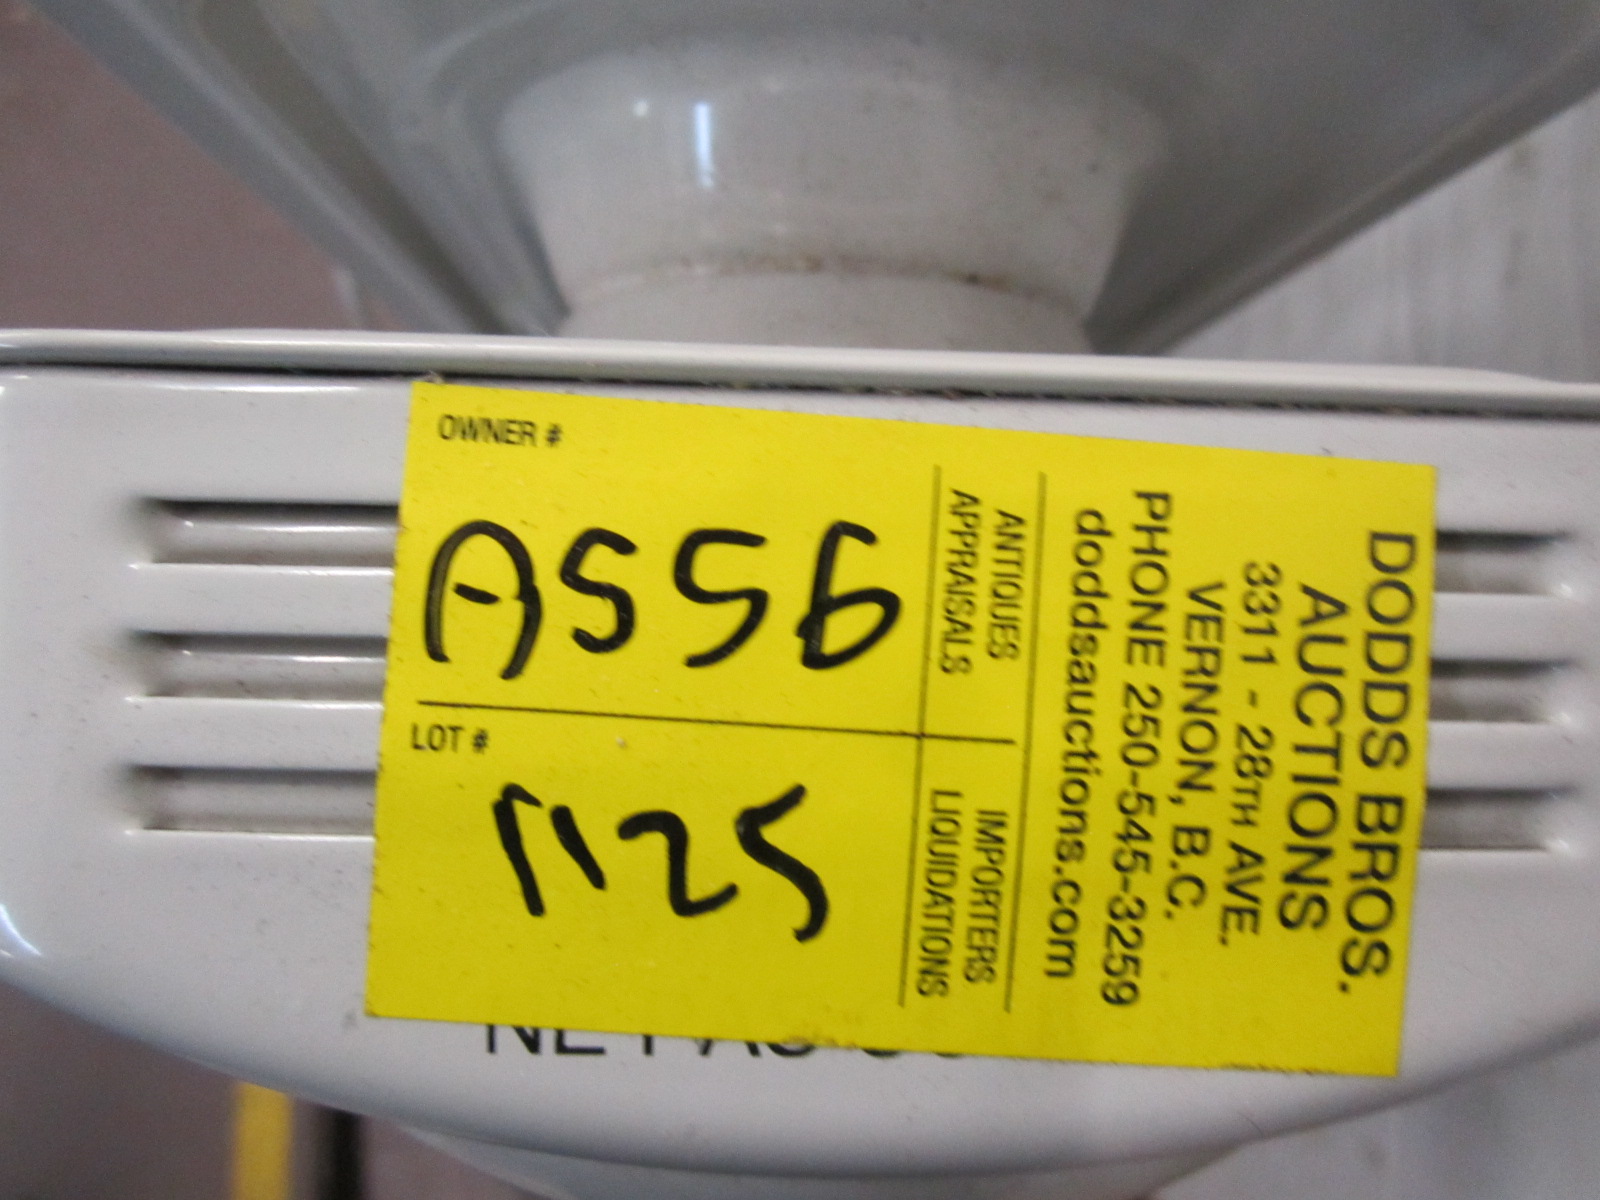 OWNER #
A556
LOT #
1125
ANTIQUES
APPRAISALS
IMPORTERS
LIQUIDATIONS
DODDS BROS.
AUCTIONS
3311 - 28TH AVE.
VERNON, B.C.
PHONE 250-545-3259
doddsauctions.com